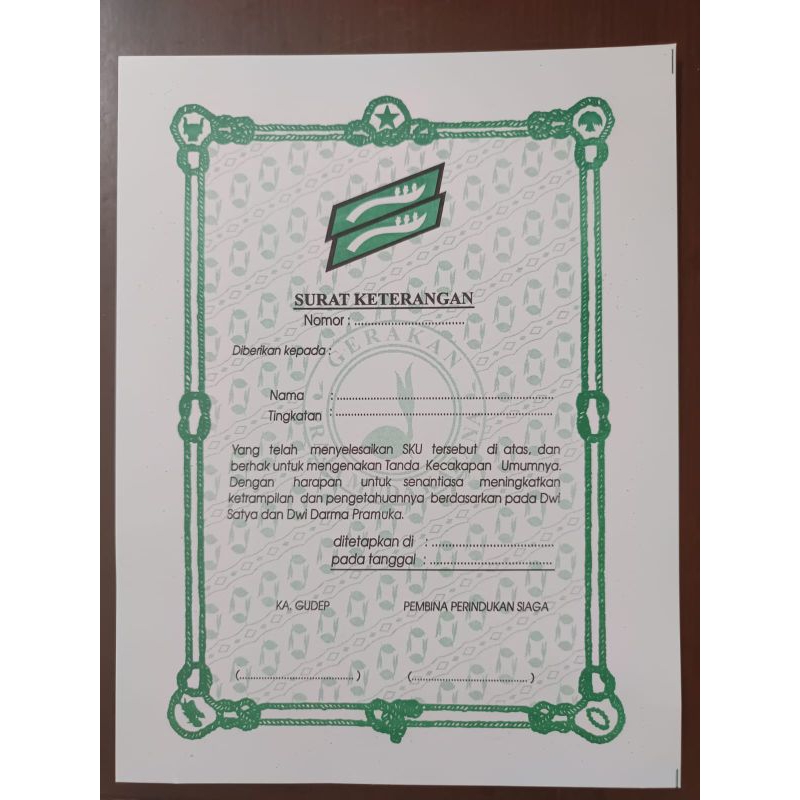 SURAT KETERANGAN
Nomor : ..................................
Diberikan kepada :
GERAKAN
Nama : ..........................................................
Tingkatan : ..........................................................
Yang telah menyelesaikan SKU tersebut di atas, dan
berhak untuk mengenakan Tanda Kecakapan Umumnya.
Dengan harapan untuk senantiasa meningkatkan
ketrampilan dan pengetahuannya berdasarkan pada Dwi
Satya dan Dwi Darma Pramuka.
ditetapkan di : ...................................
pada tanggal : ...................................
KA. GUDEP PEMBINA PERINDUKAN SIAGA
(....................................) (....................................)